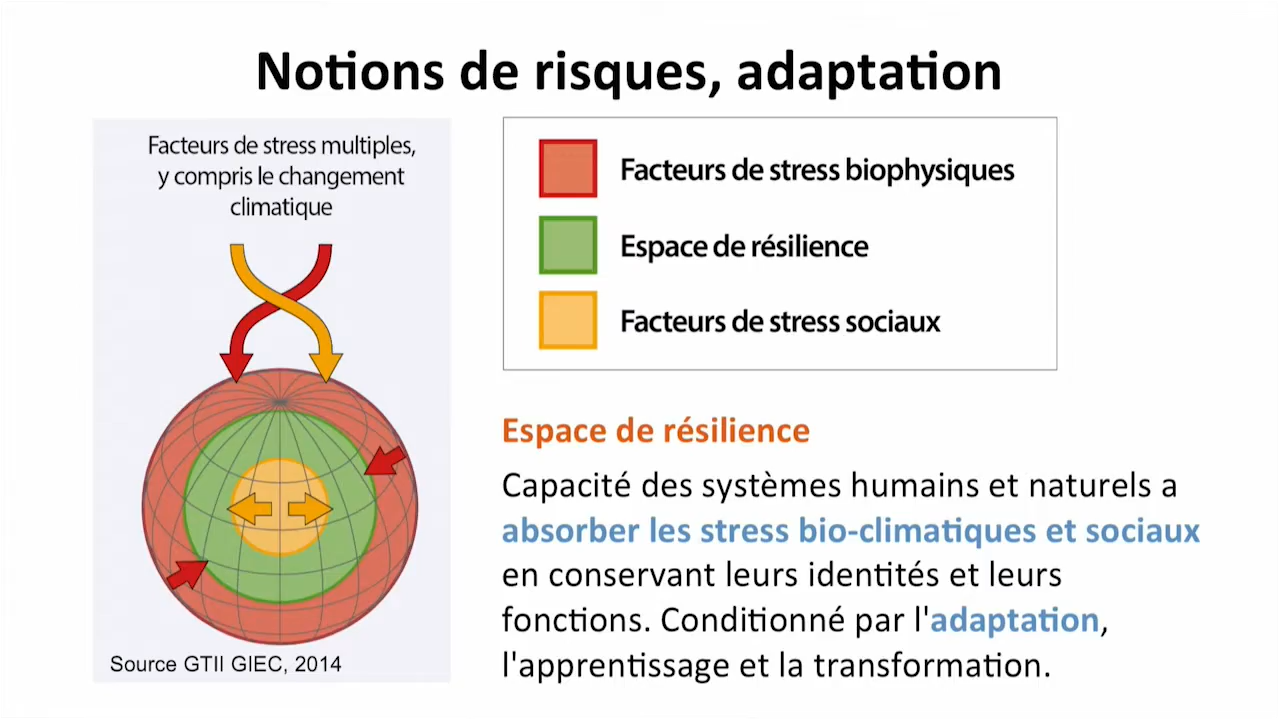 Notions de risques, adaptation
Facteurs de stress multiples,
y compris le changement
climatique
Source GTII GIEC, 2014
Facteurs de stress biophysiques
Espace de résilience
Facteurs de stress sociaux
Espace de résilience
Capacité des systèmes humains et naturels a
absorber les stress bio-climatiques et sociaux
en conservant leurs identités et leurs
fonctions. Conditionné par l'adaptation,
l'apprentissage et la transformation.